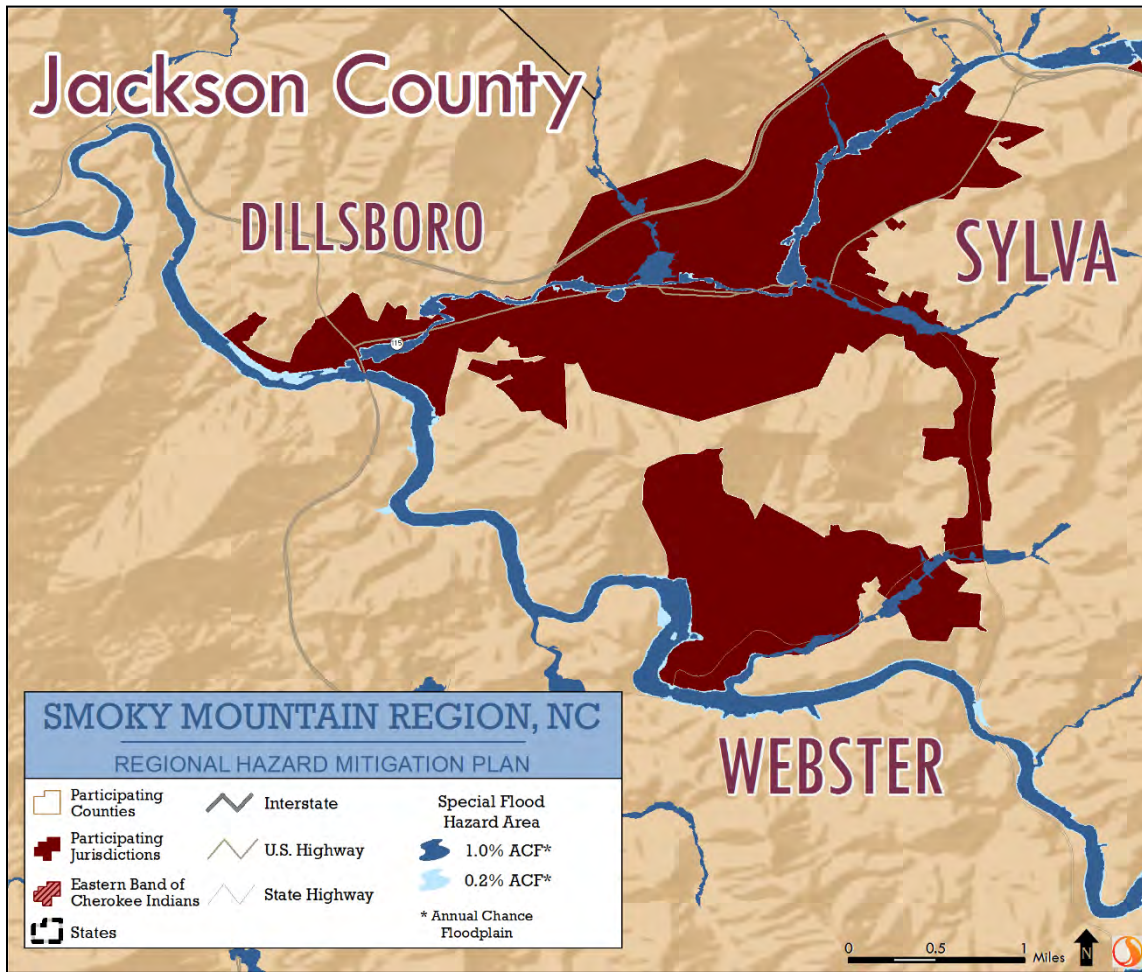 Jackson County
DILLSBORO
SYLVA
115
WEBSTER
SMOKY MOUNTAIN REGION, NC
REGIONAL HAZARD MITIGATION PLAN
Participating
Counties
Participating
Jurisdictions
Eastern Band of
Cherokee Indians
States
Interstate
U.S. Highway
State Highway
Special Flood
Hazard Area
1.0% ACF*
0.2% ACF*
* Annual Chance
Floodplain
0 0.5 1
Miles
N